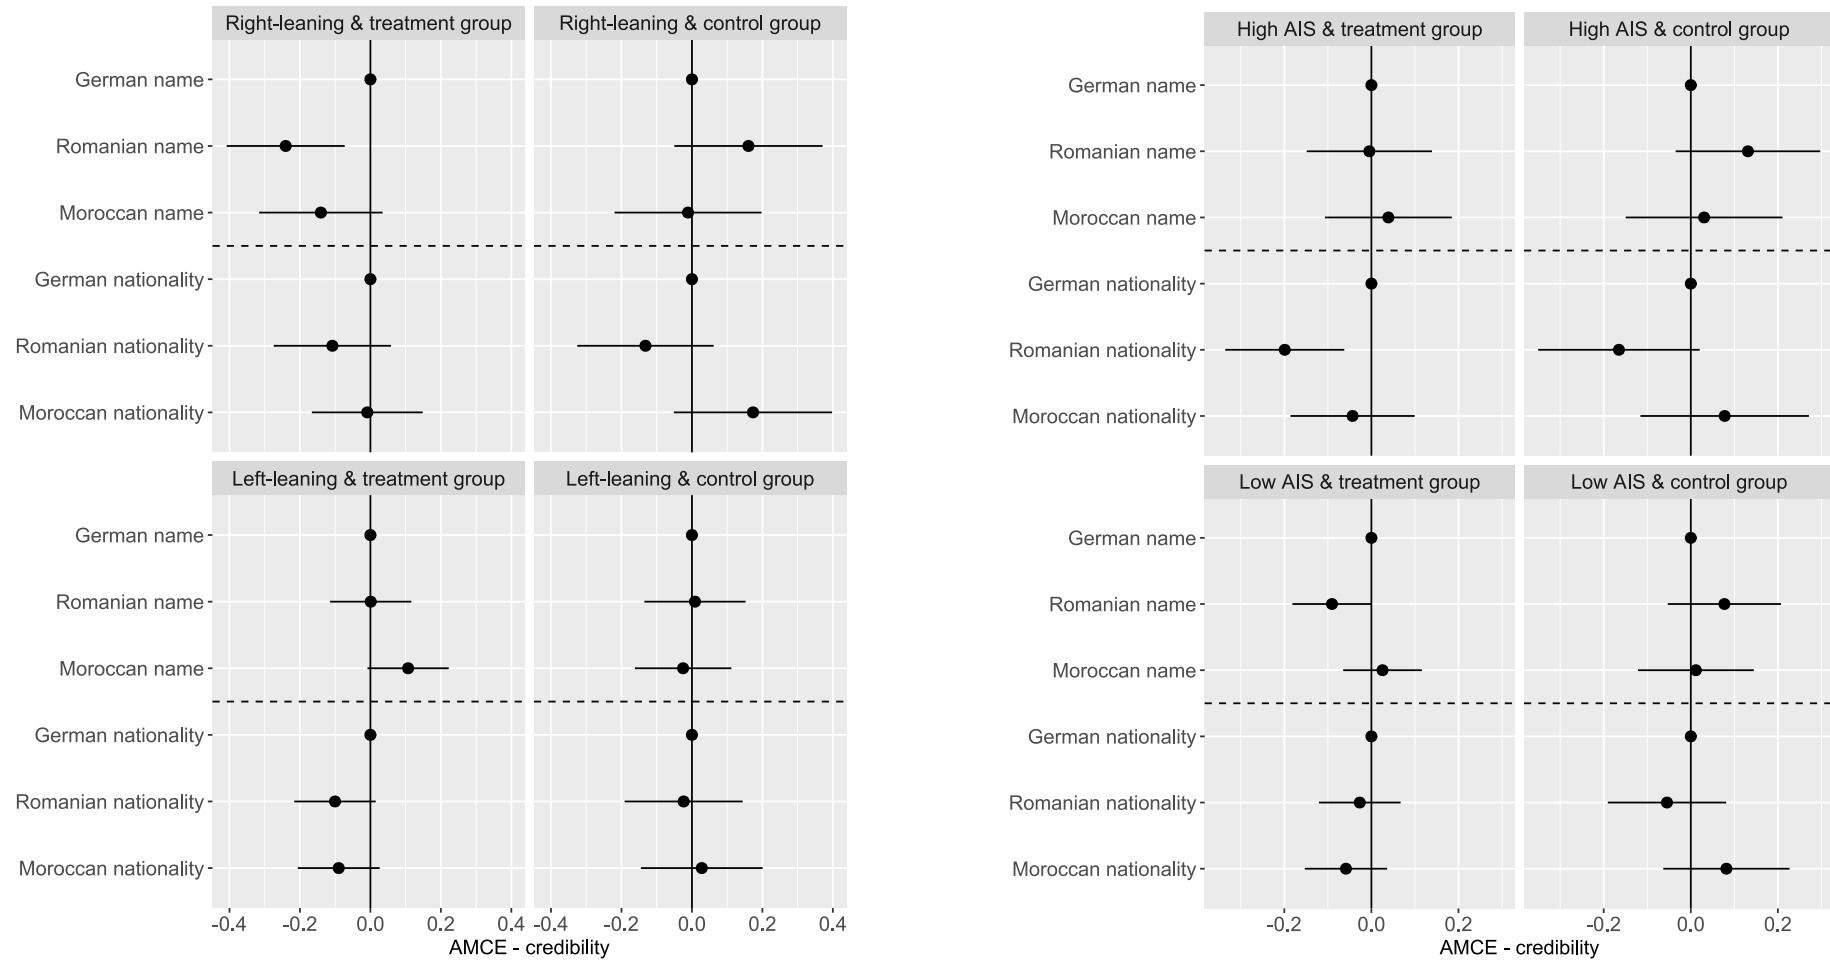 Right-leaning & treatment group
Right-leaning & control group
German name
Romanian name
Moroccan name
German nationality
Romanian nationality
Moroccan nationality
Left-leaning & treatment group
Left-leaning & control group
German name
Romanian name
Moroccan name
German nationality
Romanian nationality
Moroccan nationality
-0.4 -0.2 0.0 0.2 0.4 -0.4 -0.2 0.0 0.2 0.4
AMCE - credibility
High AIS & treatment group
High AIS & control group
German name
Romanian name
Moroccan name
German nationality
Romanian nationality
Moroccan nationality
Low AIS & treatment group
Low AIS & control group
German name
Romanian name
Moroccan name
German nationality
Romanian nationality
Moroccan nationality
-0.2 0.0 0.2 -0.2 0.0 0.2
AMCE - credibility